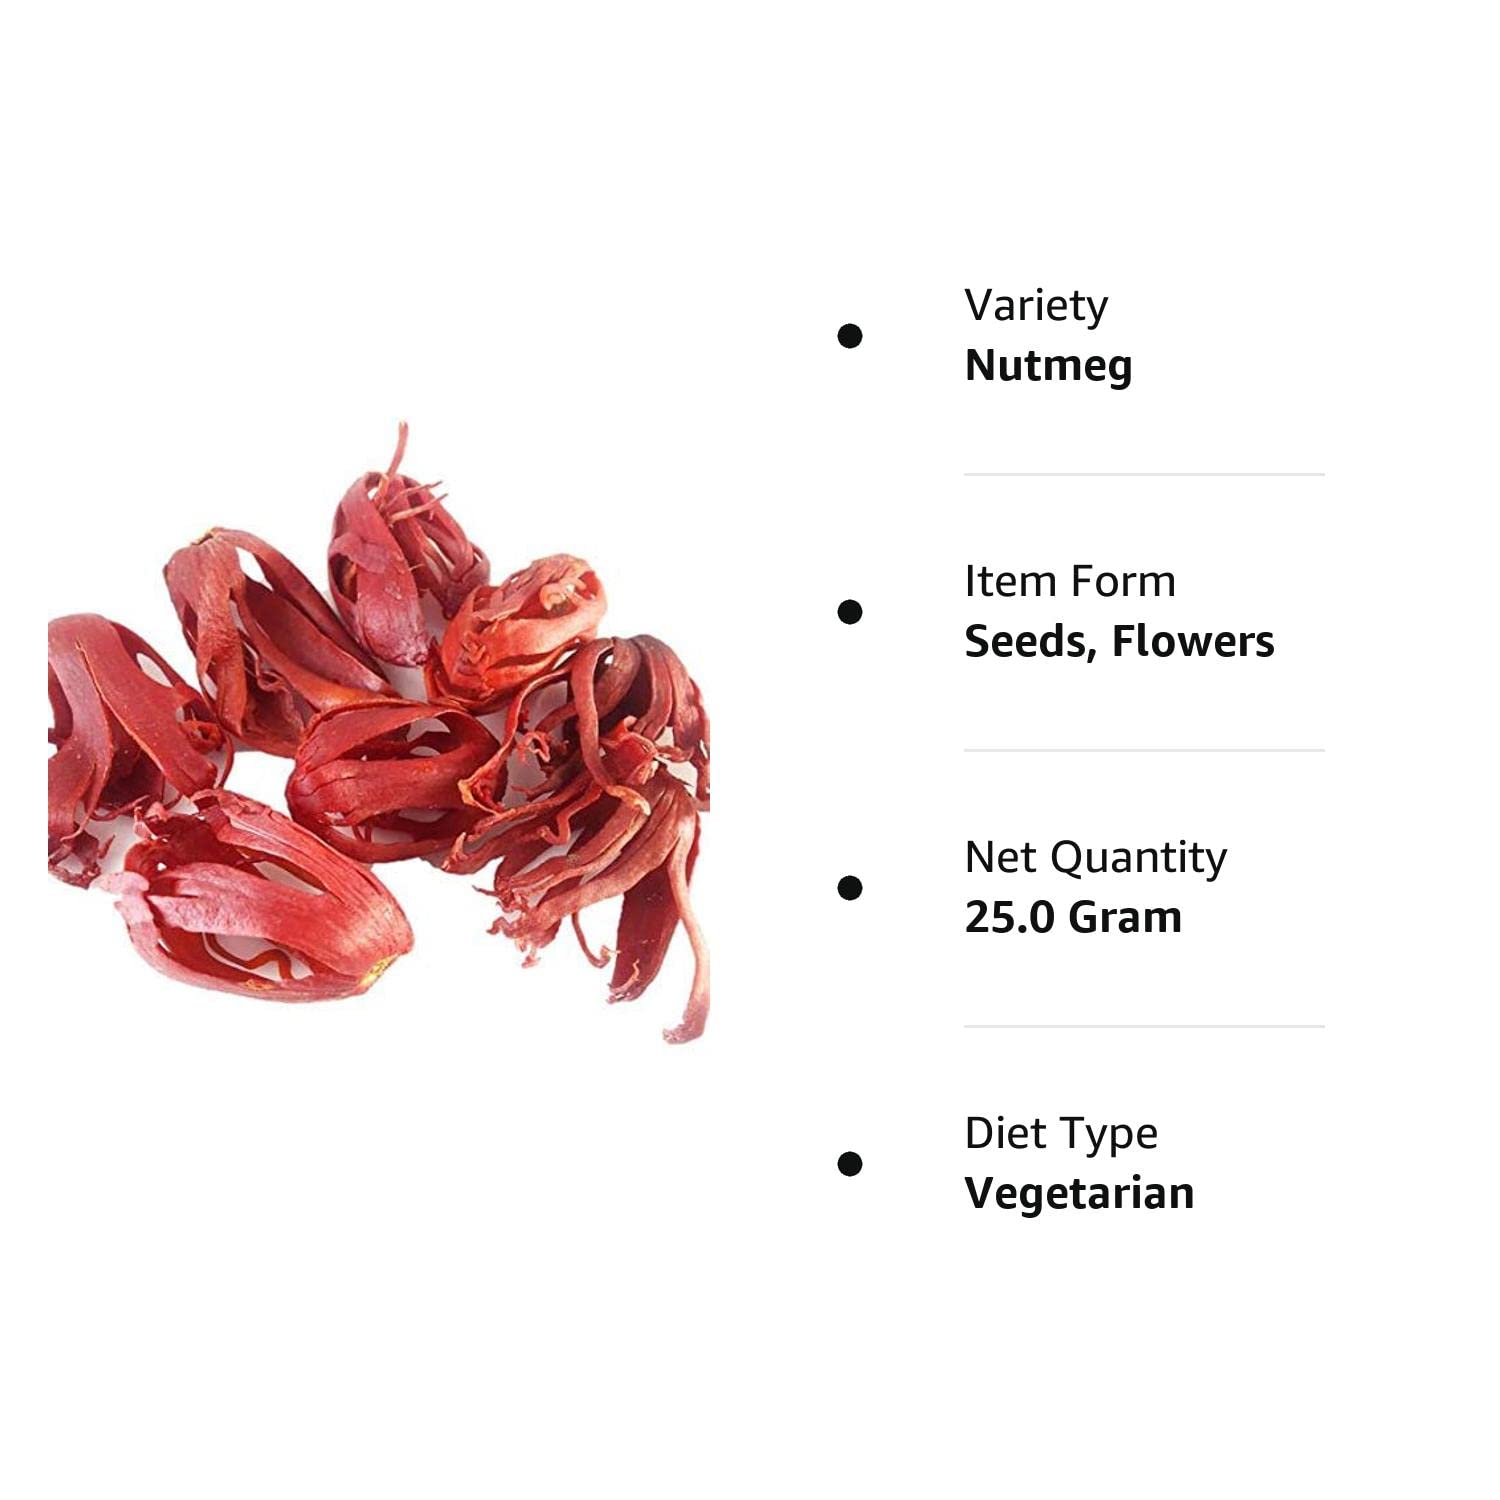 Variety
Nutmeg
Item Form
Seeds, Flowers
Net Quantity
25.0 Gram
Diet Type
Vegetarian